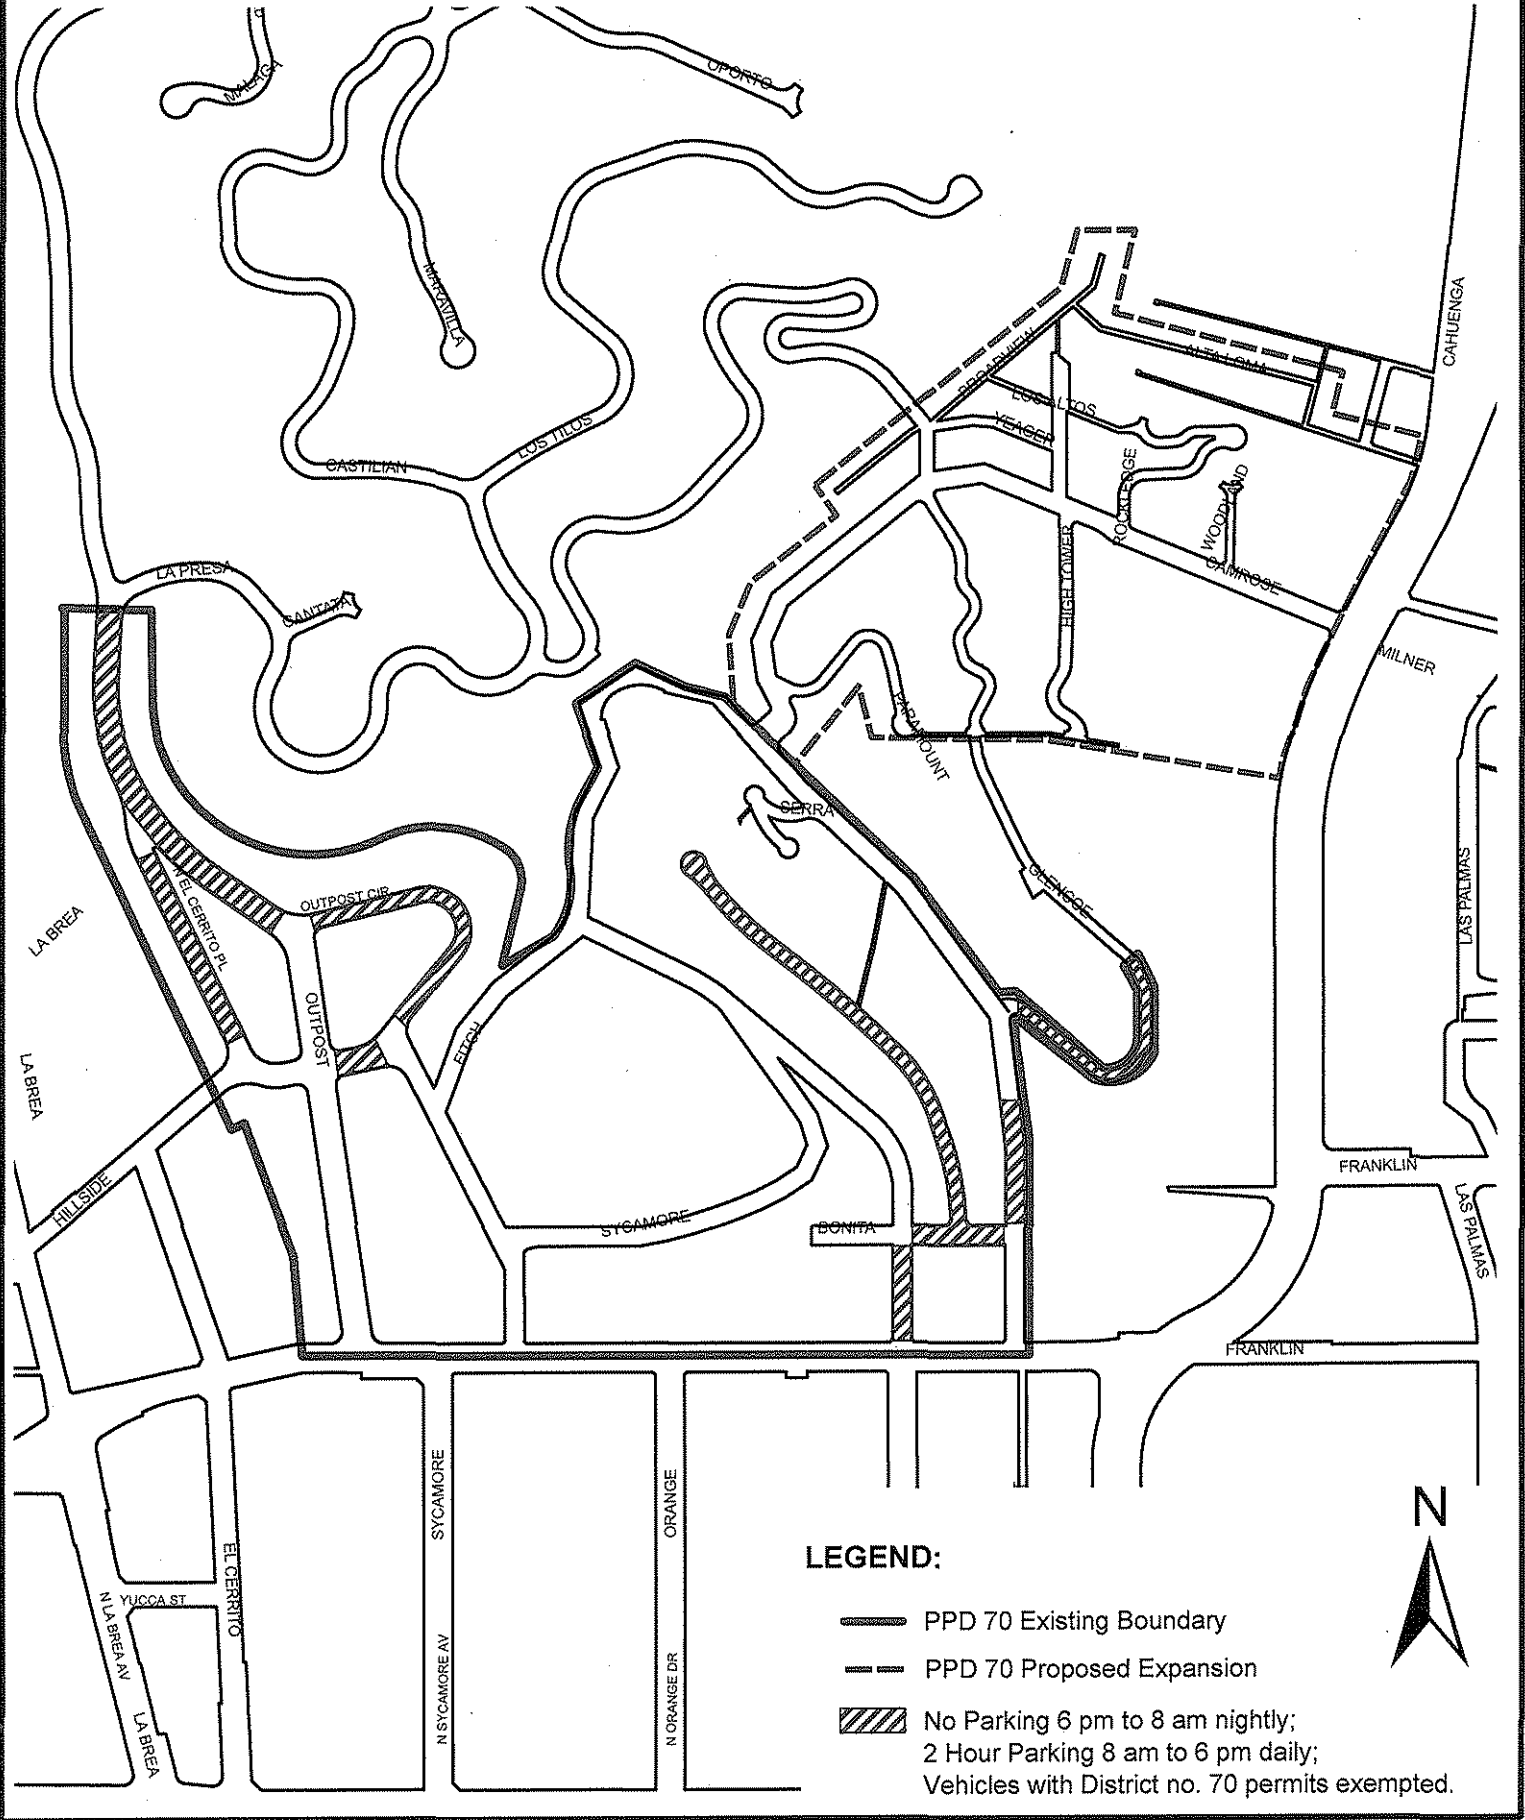 MALAGA
OPORTO
MARAVILLA
CAHUENGA
BROADVIEW
ALTA LOMA
LOS ALTOS
YEAGER
LOS TILOS
CASTILIAN
ROCKLEDGE
WOODLAND
HIGH TOWER
CAMROSE
LA PRESA
CANTATA
MILNER
PARAMOUNT
SERRA
GLENCOE
LAS PALMAS
N EL CERRITO PL
OUTPOST CIR
LA BREA
OUTPOST
FITCH
LA BREA
HILLSIDE
SYCAMORE
BONITA
FRANKLIN
LAS PALMAS
FRANKLIN
SYCAMORE
ORANGE
EL CERRITO
YUCCA ST
N LA BREA AV
LA BREA
N SYCAMORE AV
N ORANGE DR
N
LEGEND:
PPD 70 Existing Boundary
PPD 70 Proposed Expansion
No Parking 6 pm to 8 am nightly;
2 Hour Parking 8 am to 6 pm daily;
Vehicles with District no. 70 permits exempted.